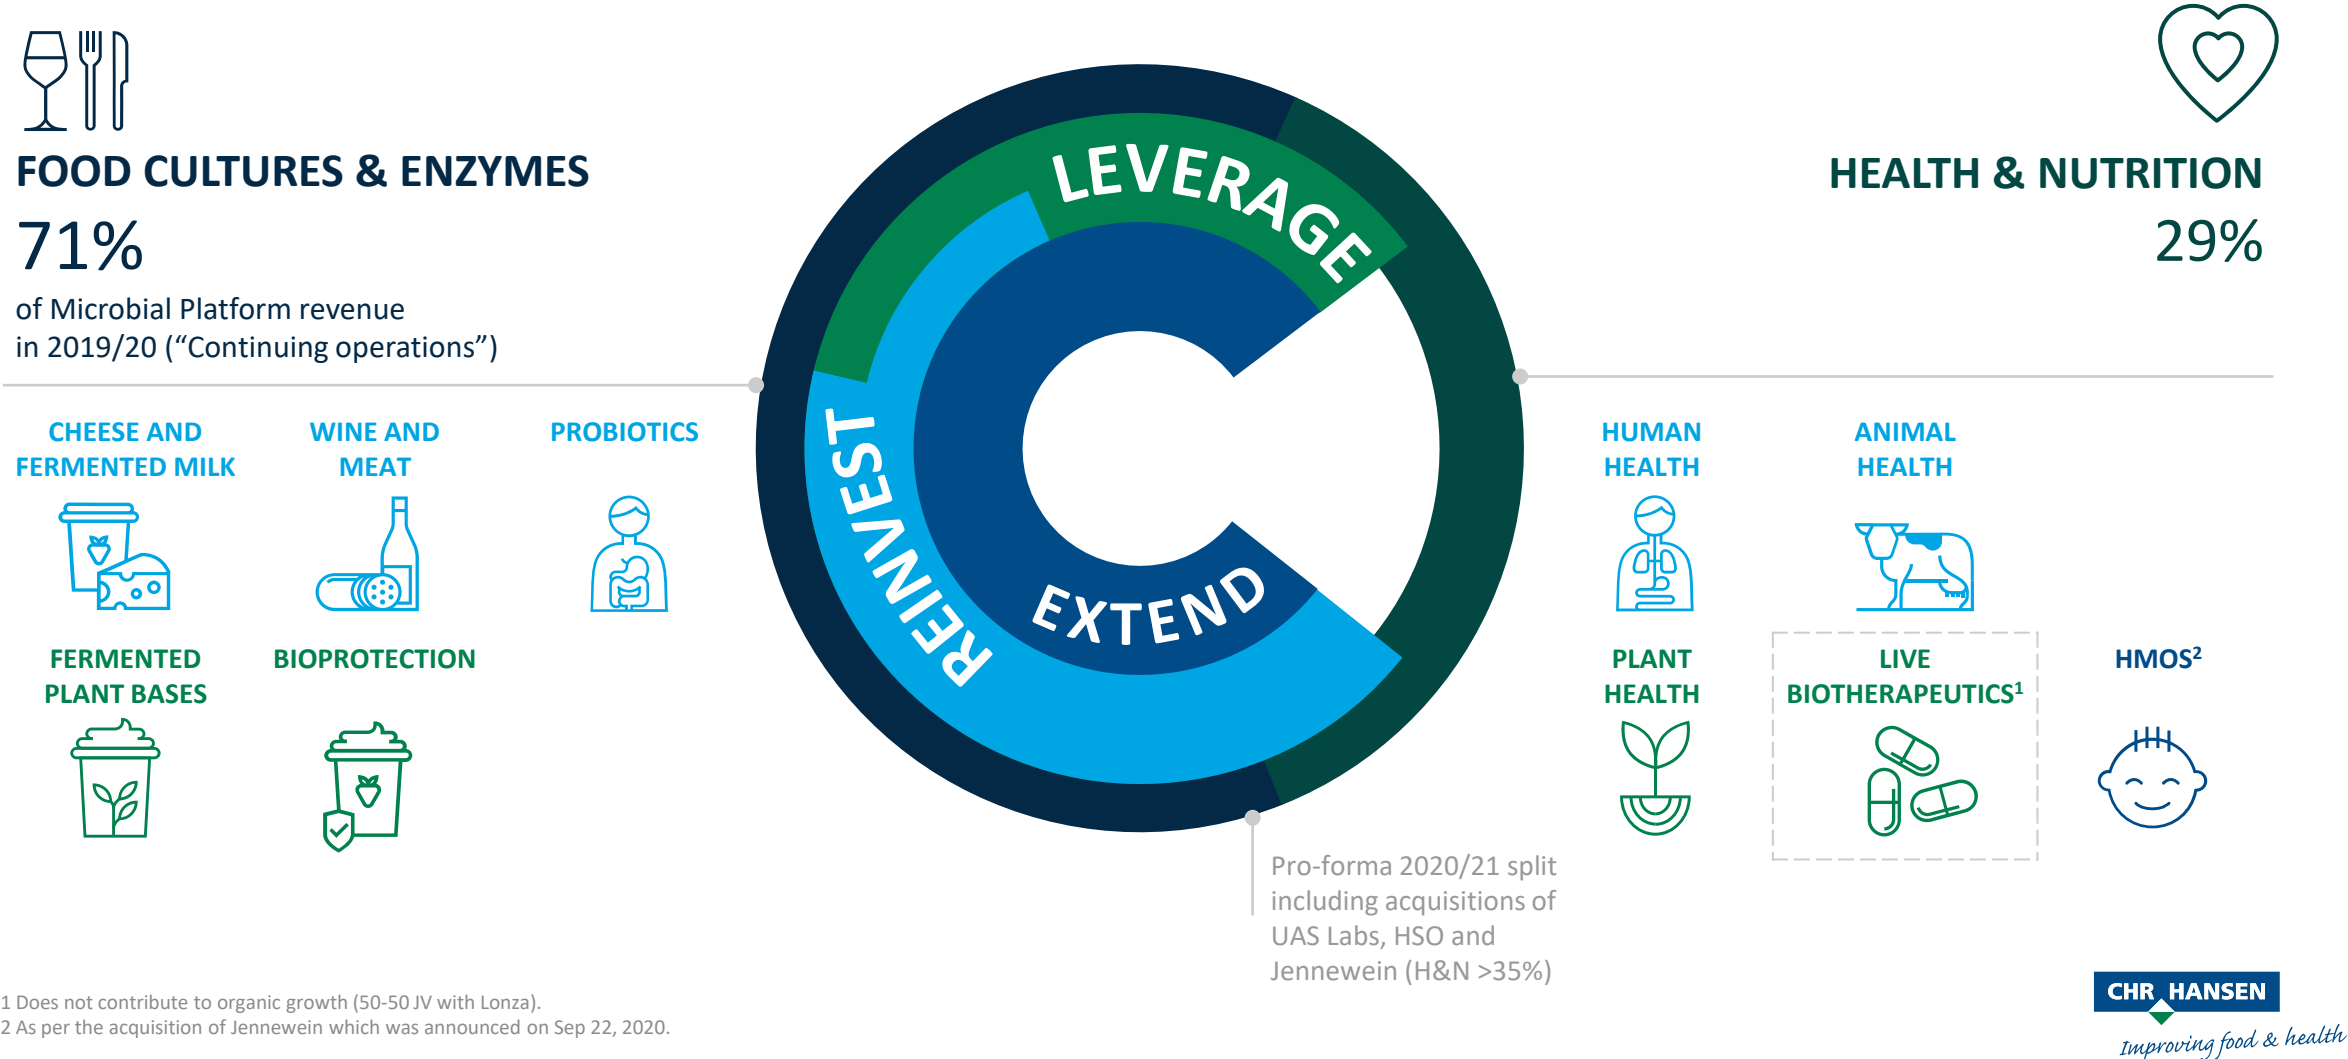 FOOD CULTURES & ENZYMES
71%
of Microbial Platform revenue
in 2019/20 (“Continuing operations”)
CHEESE AND
FERMENTED MILK
WINE AND
MEAT
PROBIOTICS
FERMENTED
PLANT BASES
BIOPROTECTION
LEVERAGE
REINVEST
EXTEND
HEALTH & NUTRITION
29%
HUMAN
HEALTH
ANIMAL
HEALTH
PLANT
HEALTH
LIVE
BIOTHERAPEUTICS¹
HMOS²
Pro-forma 2020/21 split
including acquisitions of
UAS Labs, HSO and
Jennewein (H&N >35%)
1 Does not contribute to organic growth (50-50 JV with Lonza).
2 As per the acquisition of Jennewein which was announced on Sep 22, 2020.
CHR HANSEN
Improving food & health